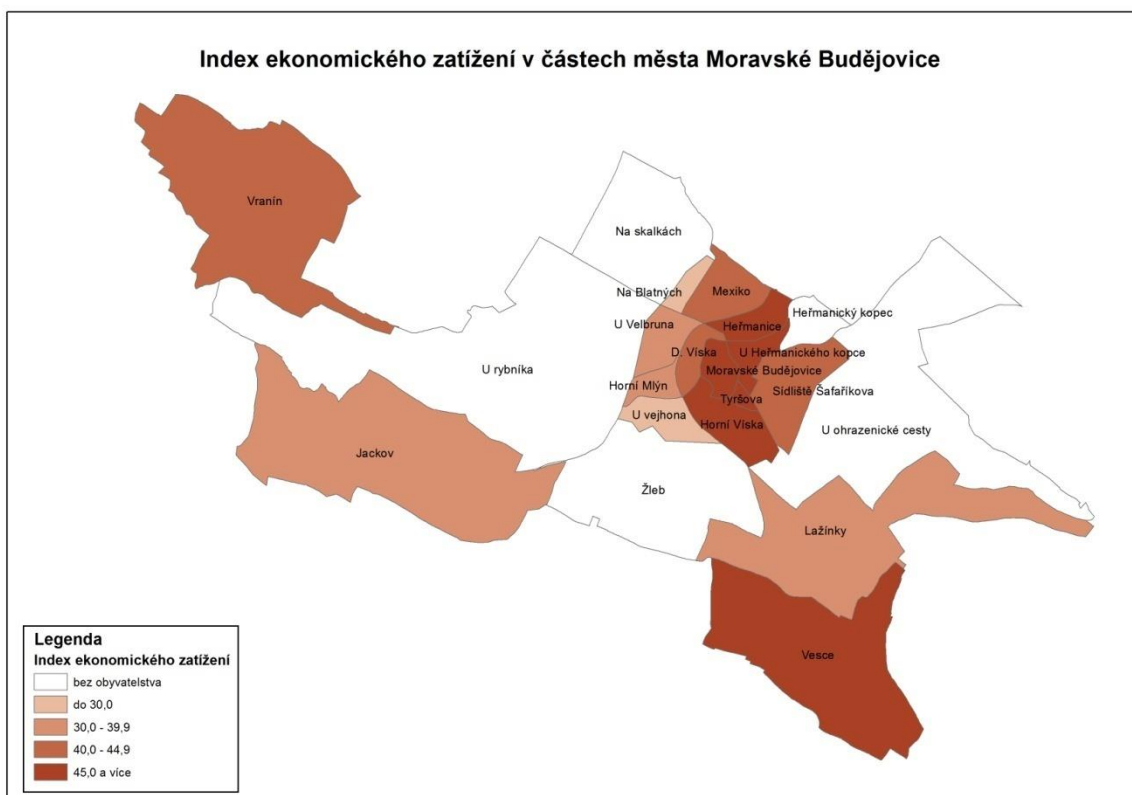 Index ekonomického zatížení v částech města Moravské Budějovice
Vranín
Na skalkách
Na Blatných
Mexiko
Heřmanický kopec
U Velbruna
Heřmanice
D. Víska
U Heřmanického kopce
U rybníka
Moravské Budějovice
Horní Mlýn
Sídliště Šafaříkova
Tyršova
U vejhona
Horní Víska
U ohrazenické cesty
Jackov
Žleb
Lažínky
Vesce
Legenda
Index ekonomického zatížení
bez obyvatelstva
do 30,0
30,0 - 39,9
40,0 - 44,9
45,0 a více